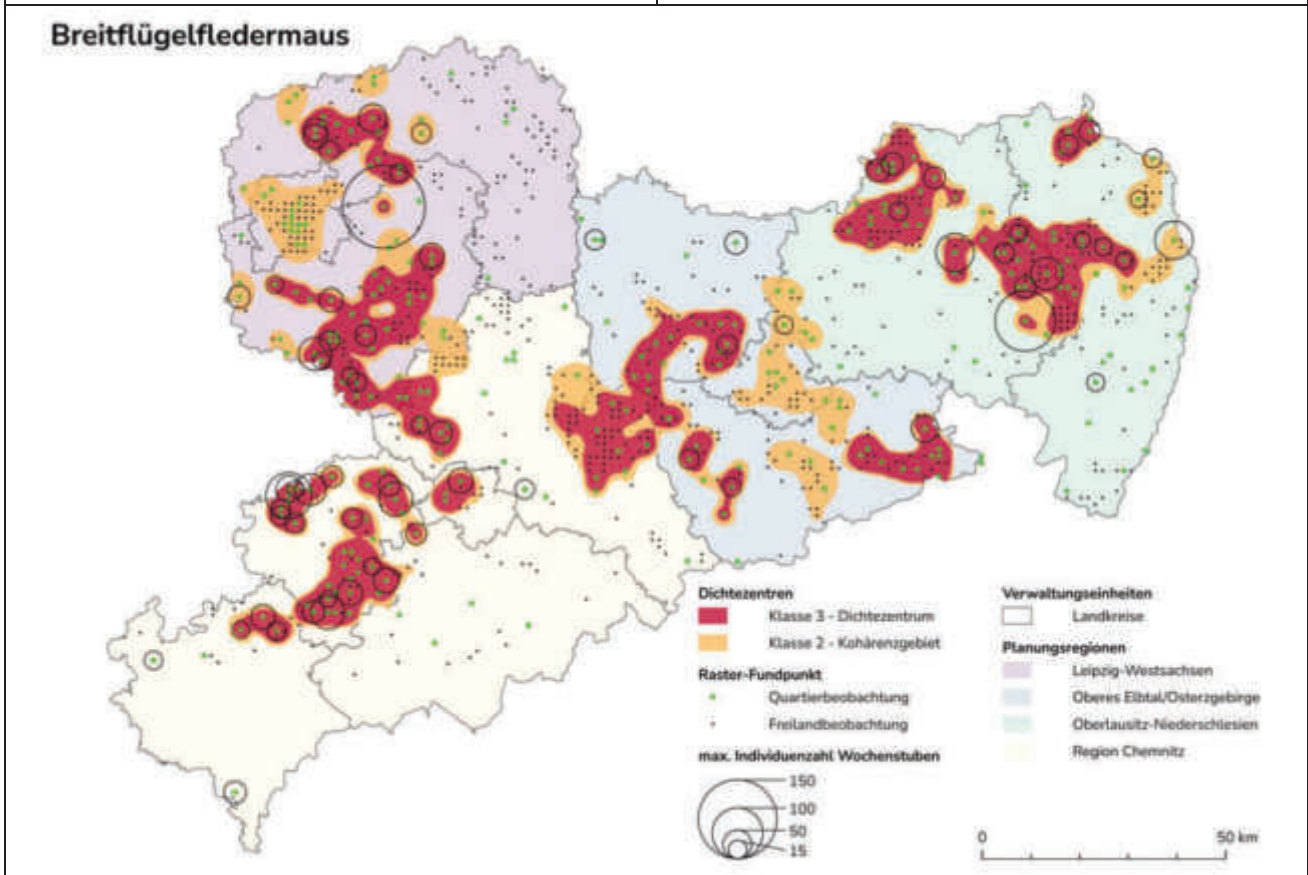 Breitflügelfledermaus
Dichtezentren
Klasse 3 - Dichtezentrum
Klasse 2 - Kohärenzgebiet
Raster-Fundpunkt
Quartierbeobachtung
Freilandbeobachtung
max. Individuenzahl Wochenstuben
150
100
50
15
Verwaltungseinheiten
Landkreise
Planungsregionen
Leipzig-Westsachsen
Oberes Elbtal/Osterzgebirge
Oberlausitz-Niederschlesien
Region Chemnitz
0
50 km